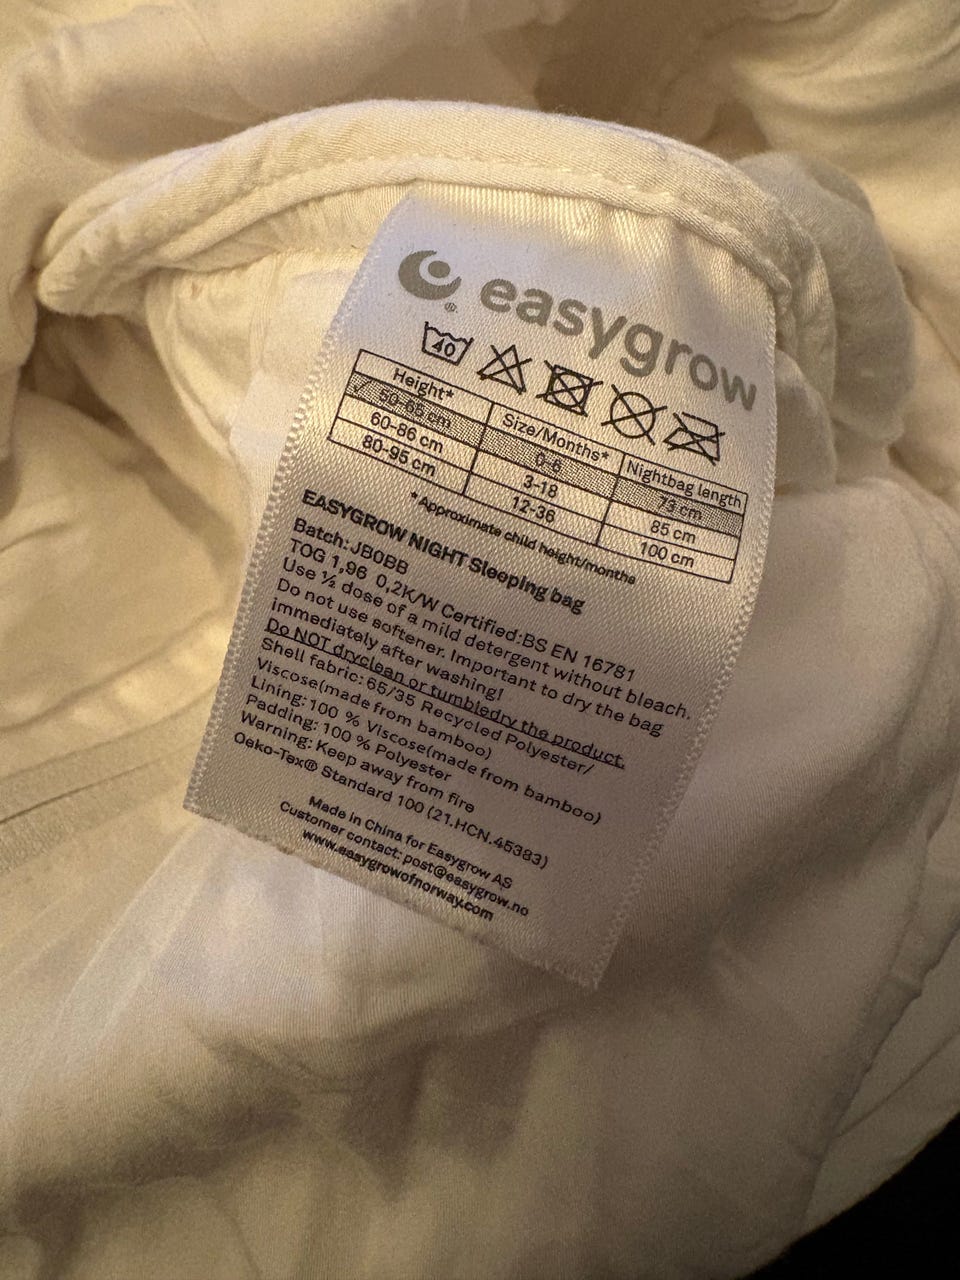 easygrow
®
40
Height* Size/Months* Nightbag length
✓ 50-68 cm 0-6 73 cm
60-86 cm 3-18 85 cm
80-95 cm 12-36 100 cm
*Approximate child height/months
EASYGROW NIGHT Sleeping bag
Batch: JB0BB
TOG 1,96 0,2K/W Certified:BS EN 16781
Use ½ dose of a mild detergent without bleach.
Do not use softener. Important to dry the bag
immediately after washing!
Do NOT dryclean or tumbledry the product.
Shell fabric: 65/35 Recycled Polyester/
Viscose(made from bamboo)
Lining: 100 % Viscose(made from bamboo)
Padding: 100 % Polyester
Warning: Keep away from fire
Oeko-Tex® Standard 100 (21.HCN.45383)
Made in China for Easygrow AS
Customer contact: post@easygrow.no
www.easygrowofnorway.com